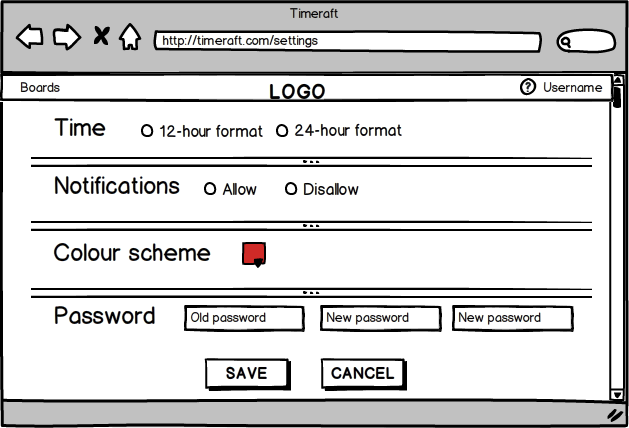 Timeraft
http://timeraft.com/settings
Boards LOGO ? Username
Time 12-hour format 24-hour format
Notifications Allow Disallow
Colour scheme
Password Old password New password New password
SAVE CANCEL